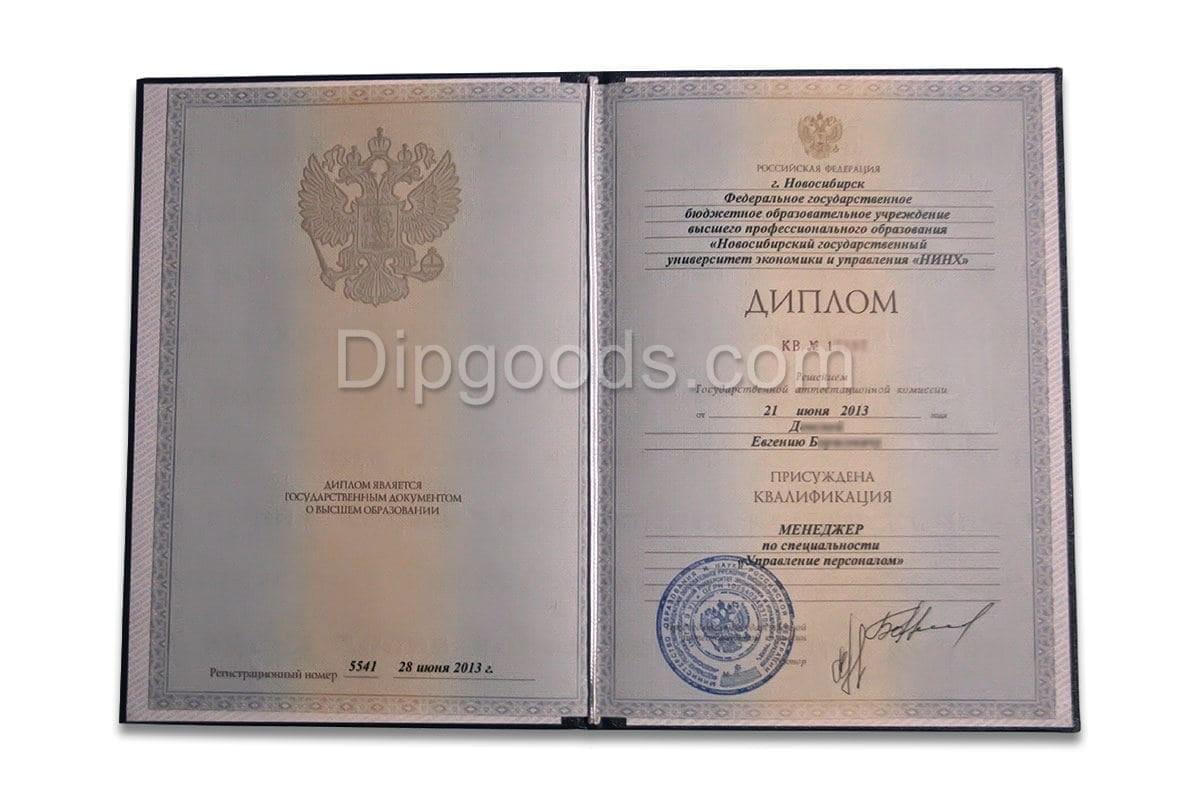 ДИПЛОМ ЯВЛЯЕТСЯ
ГОСУДАРСТВЕННЫМ ДОКУМЕНТОМ
О ВЫСШЕМ ОБРАЗОВАНИИ
Регистрационный номер 5541 28 июня 2013 г.
РОССИЙСКАЯ ФЕДЕРАЦИЯ
г. Новосибирск
Федеральное государственное
бюджетное образовательное учреждение
высшего профессионального образования
«Новосибирский государственный
университет экономики и управления «НИНХ»
ДИПЛОМ
КВ № 1
Dipgoods.com
Решением
Государственной аттестационной комиссии
от 21 июня 2013 года
Евгению
ПРИСУЖДЕНА
КВАЛИФИКАЦИЯ
МЕНЕДЖЕР
по специальности
«Управление персоналом»